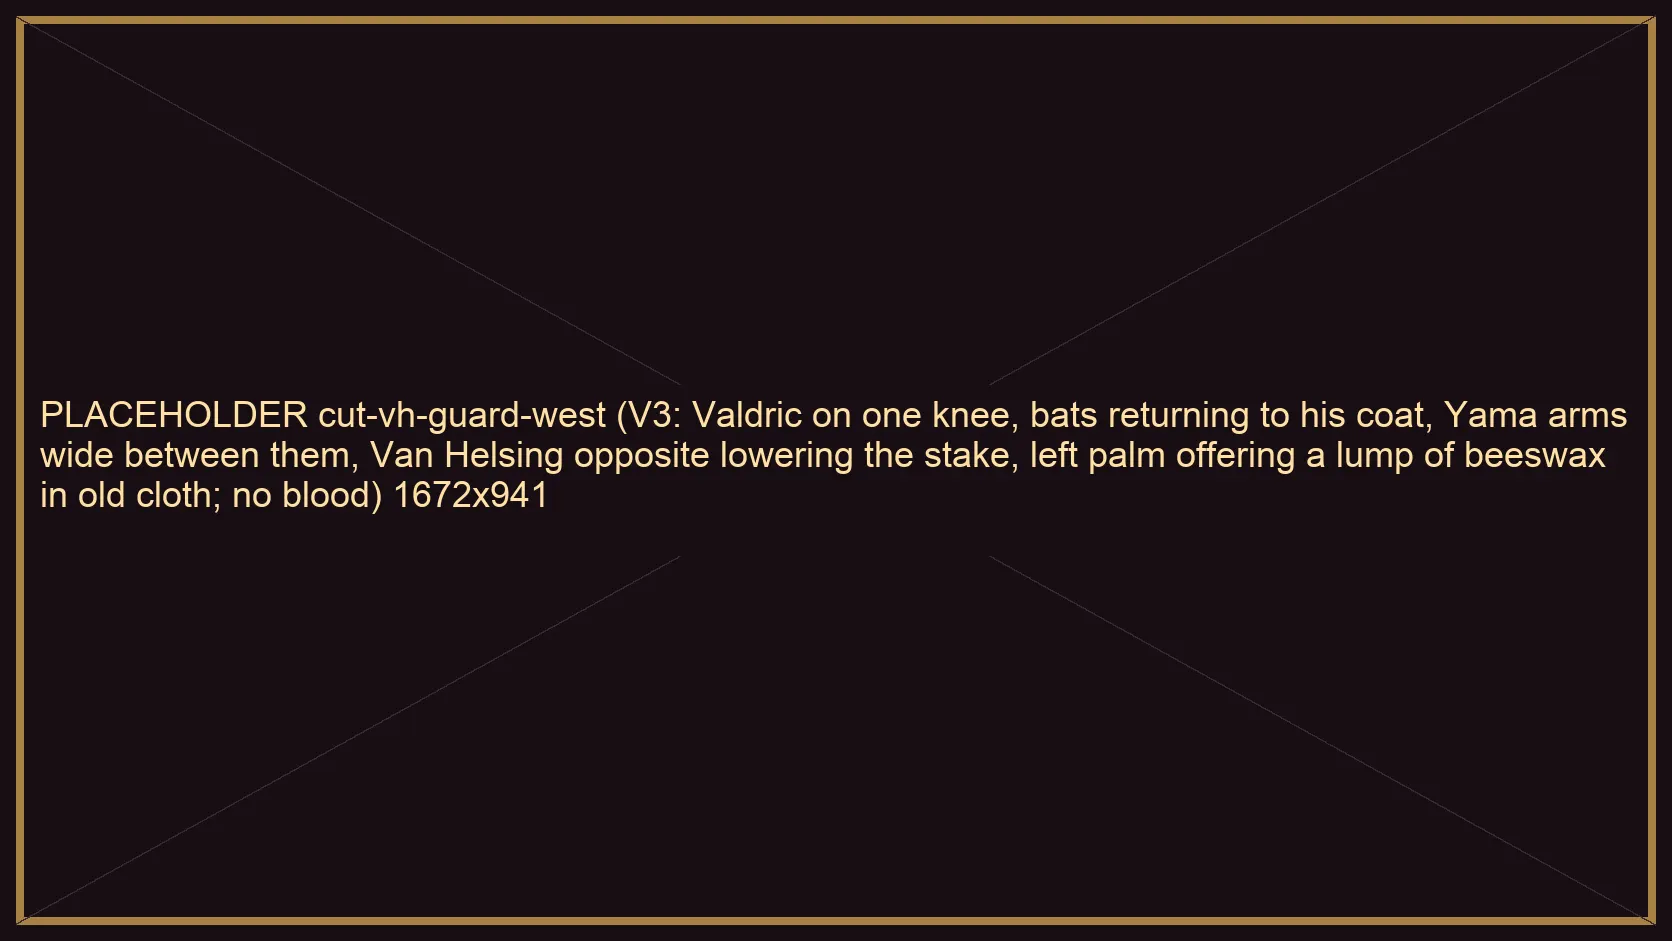 PLACEHOLDER cut-vh-guard-west (V3: Valdric on one knee, bats returning to his coat, Yama arms
wide between them, Van Helsing opposite lowering the stake, left palm offering a lump of beeswax
in old cloth; no blood) 1672x941